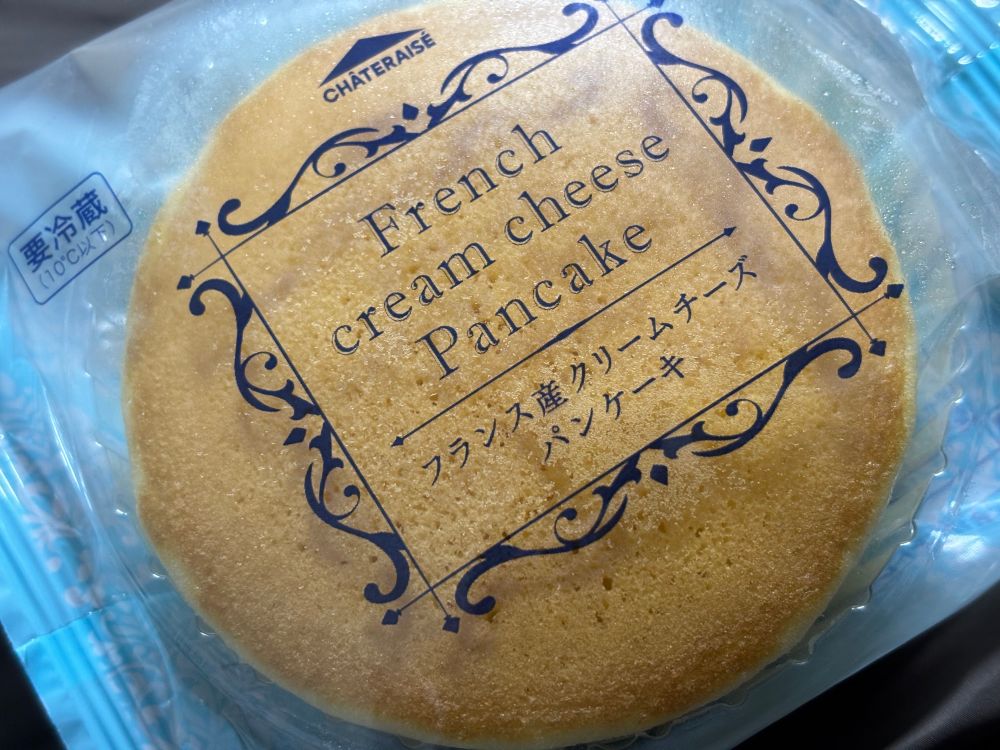 CHÂTERAISÉ
French
cream cheese
Pancake
フランス産クリームチーズ
パンケーキ
要冷蔵
(10℃以下)